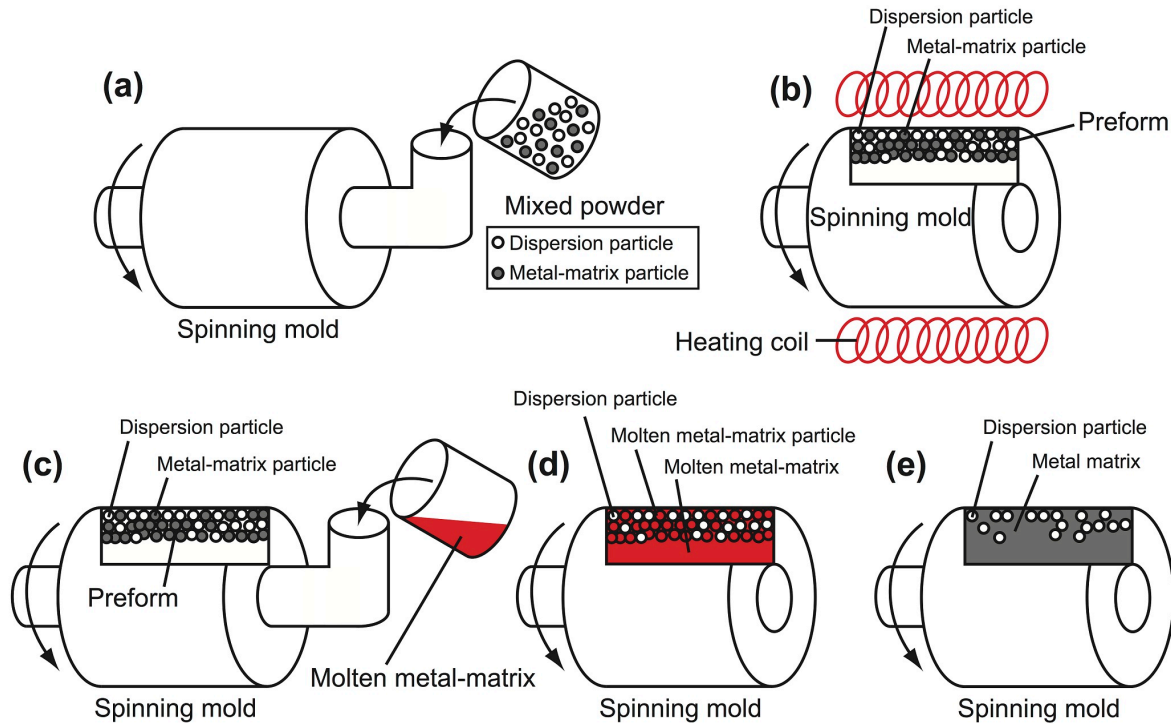 (a)
Mixed powder
Dispersion particle
Metal-matrix particle
Spinning mold
(b)
Dispersion particle
Metal-matrix particle
Preform
Spinning mold
Heating coil
(c)
Dispersion particle
Metal-matrix particle
Preform
Molten metal-matrix
Spinning mold
(d)
Dispersion particle
Molten metal-matrix particle
Molten metal-matrix
Spinning mold
(e)
Dispersion particle
Metal matrix
Spinning mold